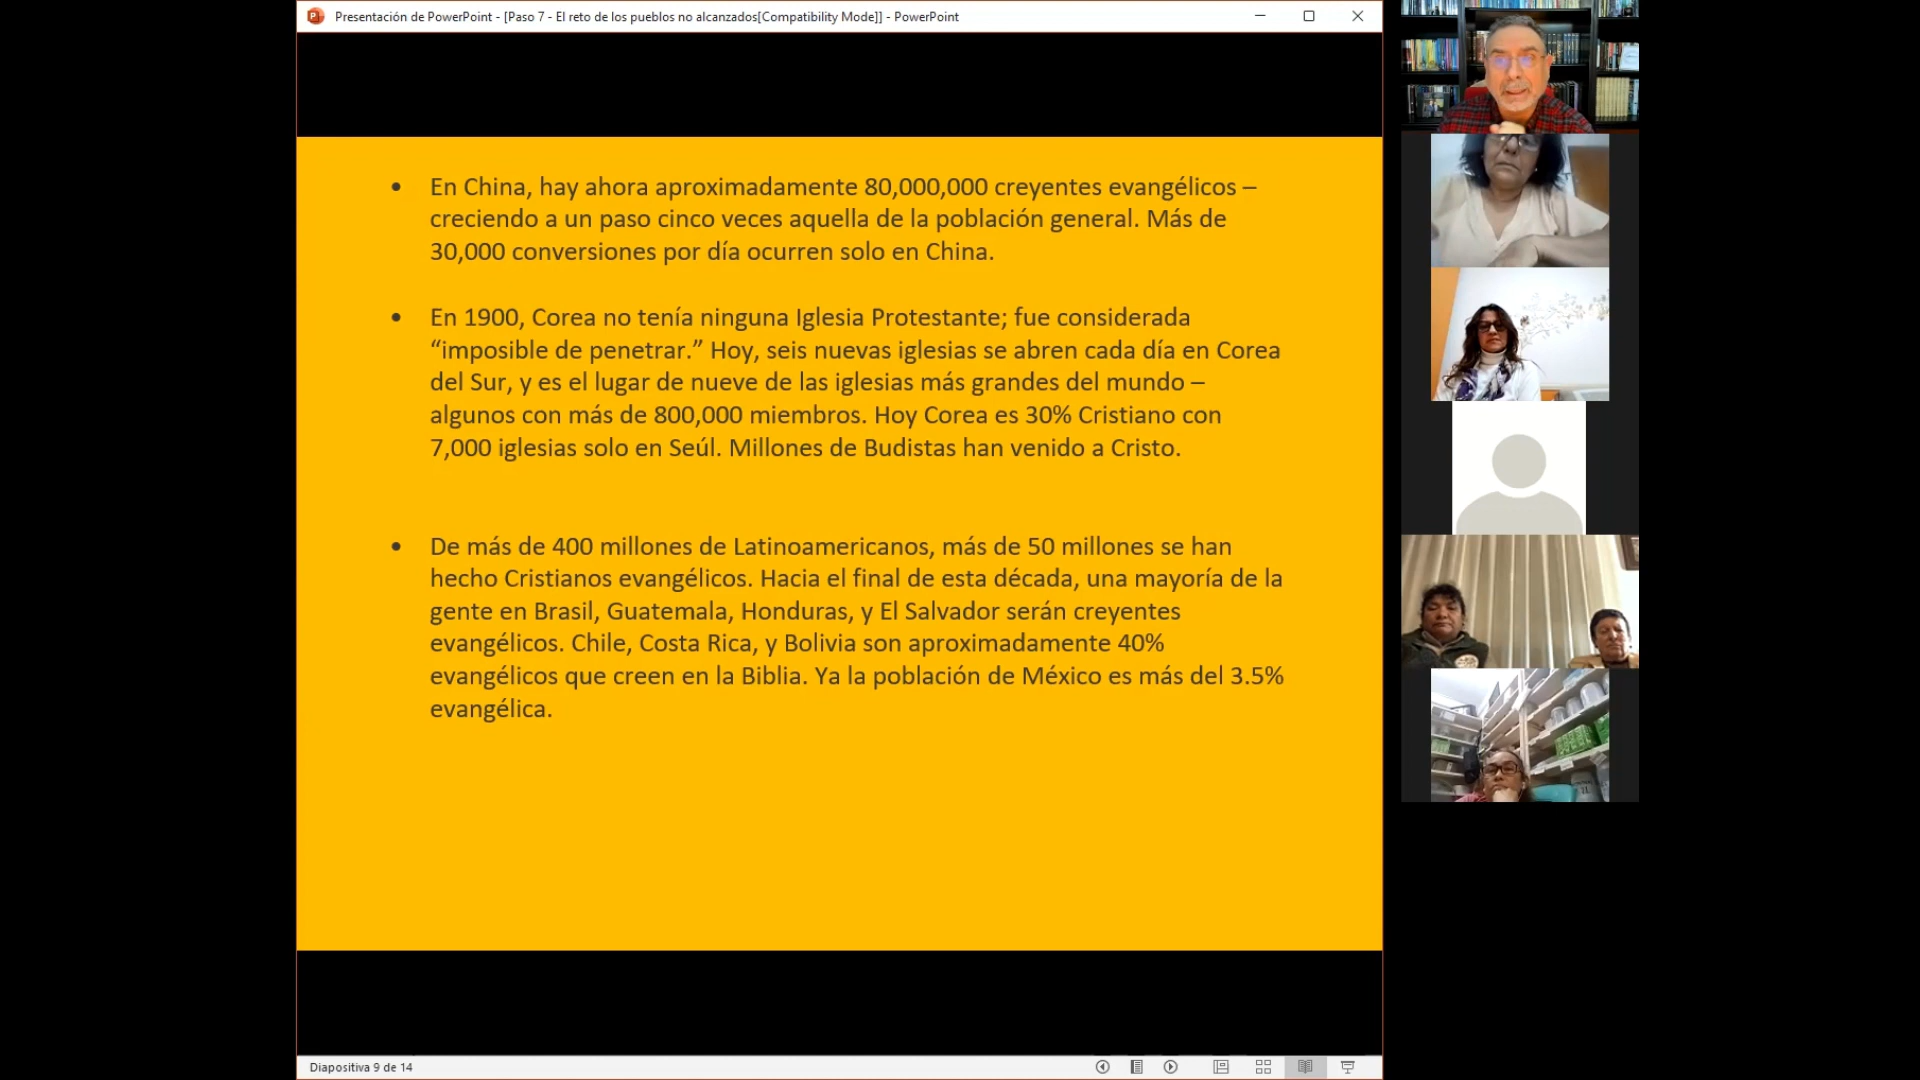 Presentación de PowerPoint - [Paso 7 - El reto de los pueblos no alcanzados[Compatibility Mode]] - PowerPoint
• En China, hay ahora aproximadamente 80,000,000 creyentes evangélicos –
creciendo a un paso cinco veces aquella de la población general. Más de
30,000 conversiones por día ocurren solo en China.
• En 1900, Corea no tenía ninguna Iglesia Protestante; fue considerada
“imposible de penetrar.” Hoy, seis nuevas iglesias se abren cada día en Corea
del Sur, y es el lugar de nueve de las iglesias más grandes del mundo –
algunos con más de 800,000 miembros. Hoy Corea es 30% Cristiano con
7,000 iglesias solo en Seúl. Millones de Budistas han venido a Cristo.
• De más de 400 millones de Latinoamericanos, más de 50 millones se han
hecho Cristianos evangélicos. Hacia el final de esta década, una mayoría de la
gente en Brasil, Guatemala, Honduras, y El Salvador serán creyentes
evangélicos. Chile, Costa Rica, y Bolivia son aproximadamente 40%
evangélicos que creen en la Biblia. Ya la población de México es más del 3.5%
evangélica.
Diapositiva 9 de 14